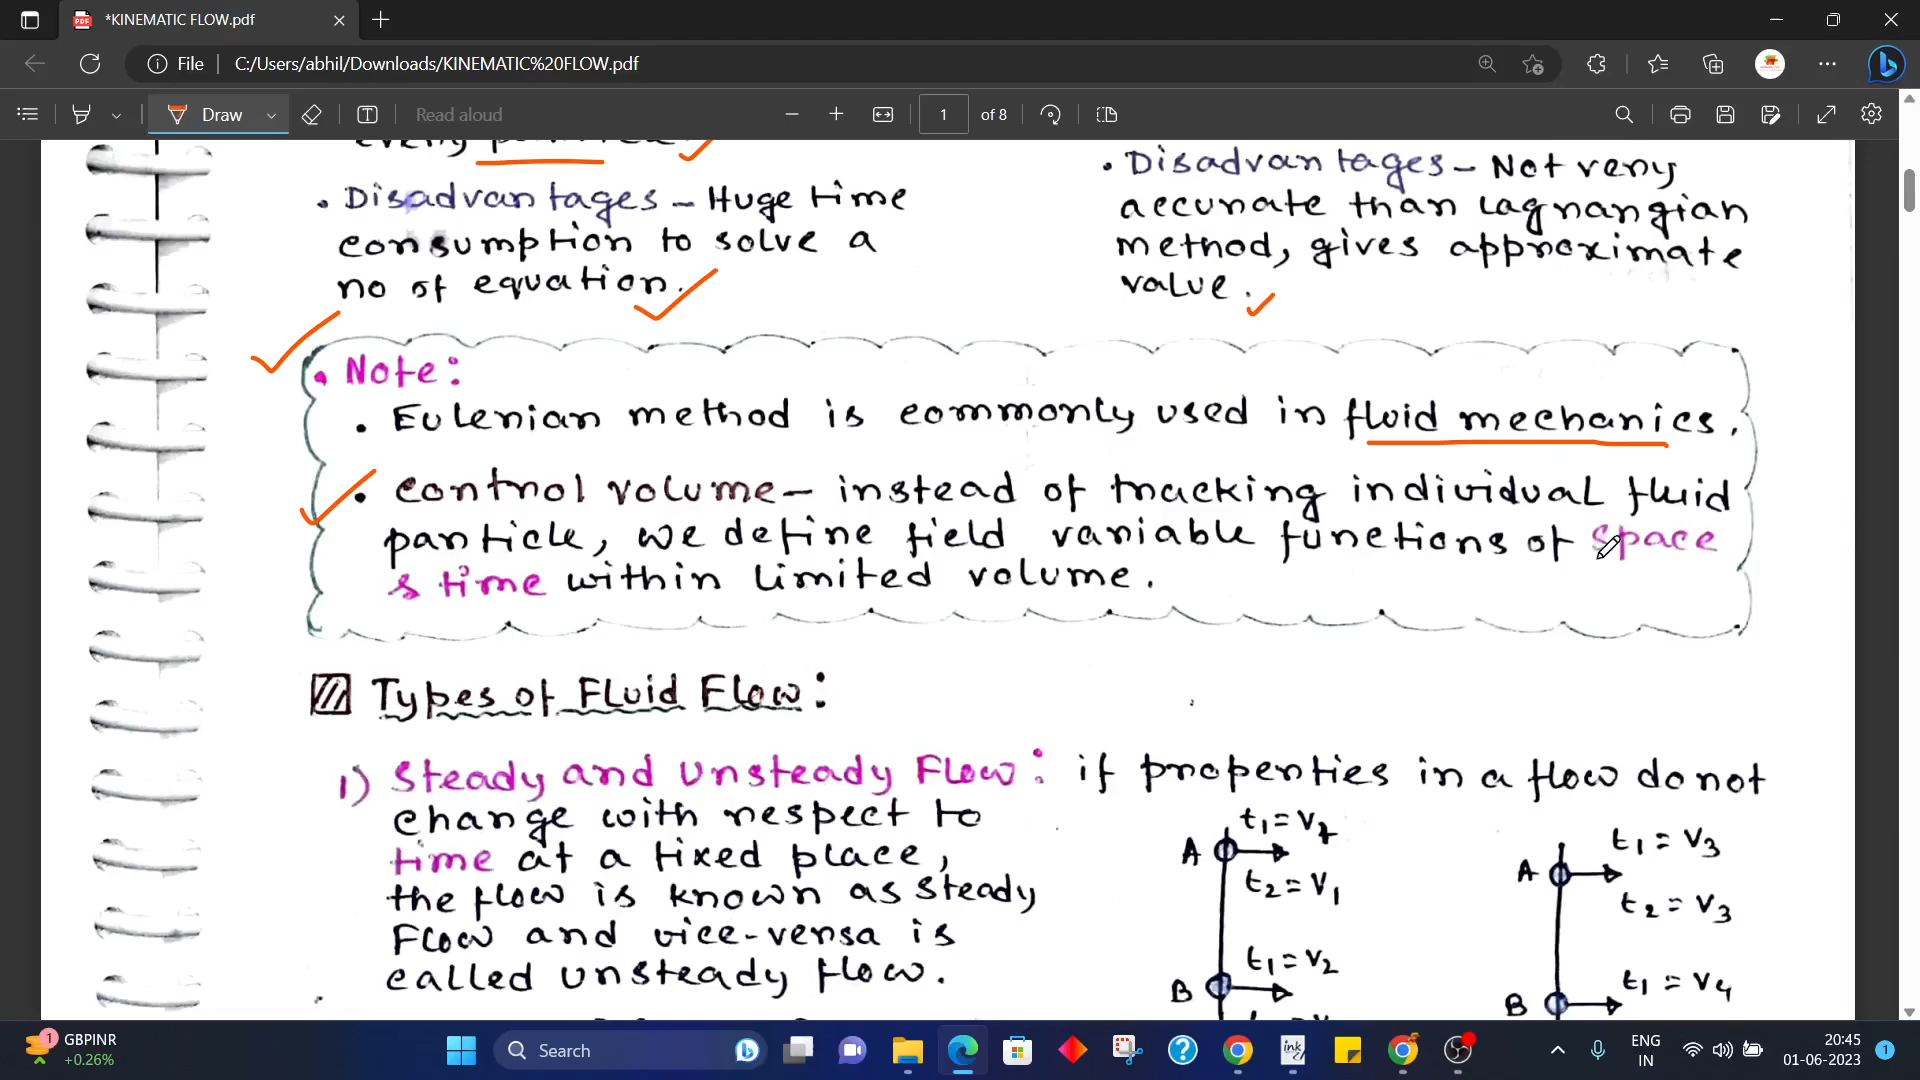 *KINEMATIC FLOW.pdf
File
C:/Users/abhil/Downloads/KINEMATIC%20FLOW.pdf
Draw
Read aloud
1
of 8
every
• Disadvantages - Huge time
consumption to solve a
no of equation.
• Disadvantages - Not very
accurate than Lagrangian
method, gives approximate
value.
• Note:
• Eulerian method is commonly used in fluid mechanics.
• control volume - instead of tracking individual fluid
particle, we define field variable functions of space
& time within limited volume.
Types of Fluid Flow:
1) Steady and Unsteady Flow: if properties in a flow do not
change with respect to
time at a fixed place,
the flow is known as steady
Flow and vice-versa is
called unsteady flow.
t₁ = V₁
A
t₂ = V₁
t₁ = V₂
B
t₁ = V₃
A
t₂ = V₃
t₁ = V₄
B
GBPINR
+0.26%
1
Search
ink
ENG
IN
20:45
01-06-2023
1